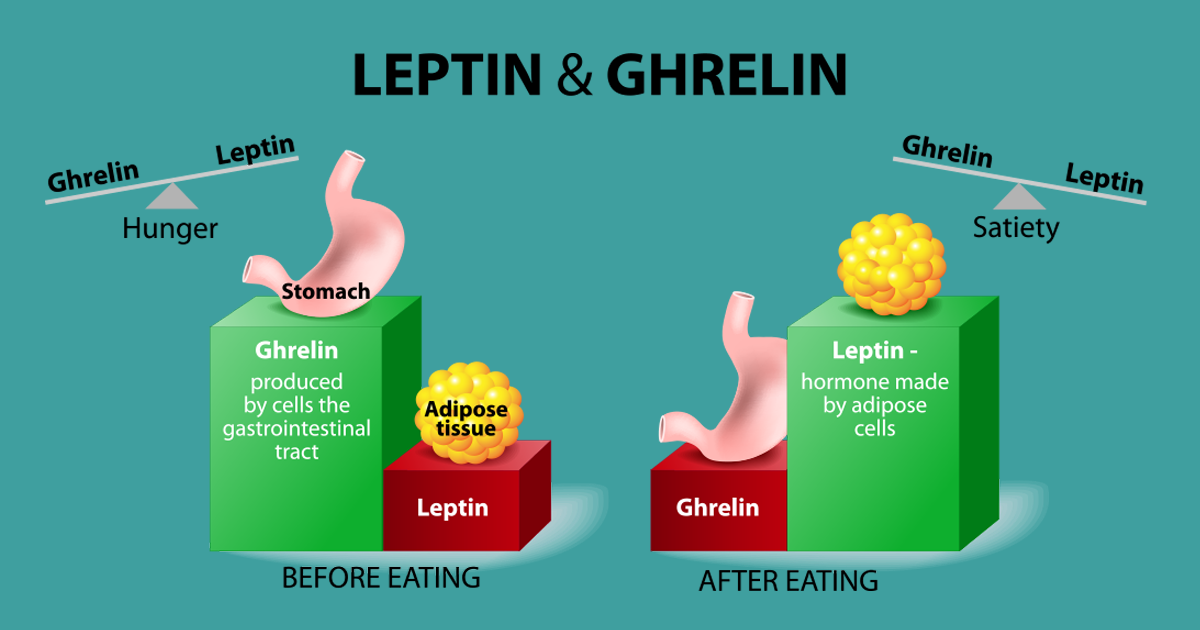 LEPTIN & GHRELIN
Ghrelin
Leptin
Hunger
Ghrelin
Leptin
Satiety
Stomach
Ghrelin
produced
by cells the
gastrointestinal
tract
Adipose
tissue
Leptin
BEFORE EATING
Leptin -
hormone made
by adipose
cells
Ghrelin
AFTER EATING